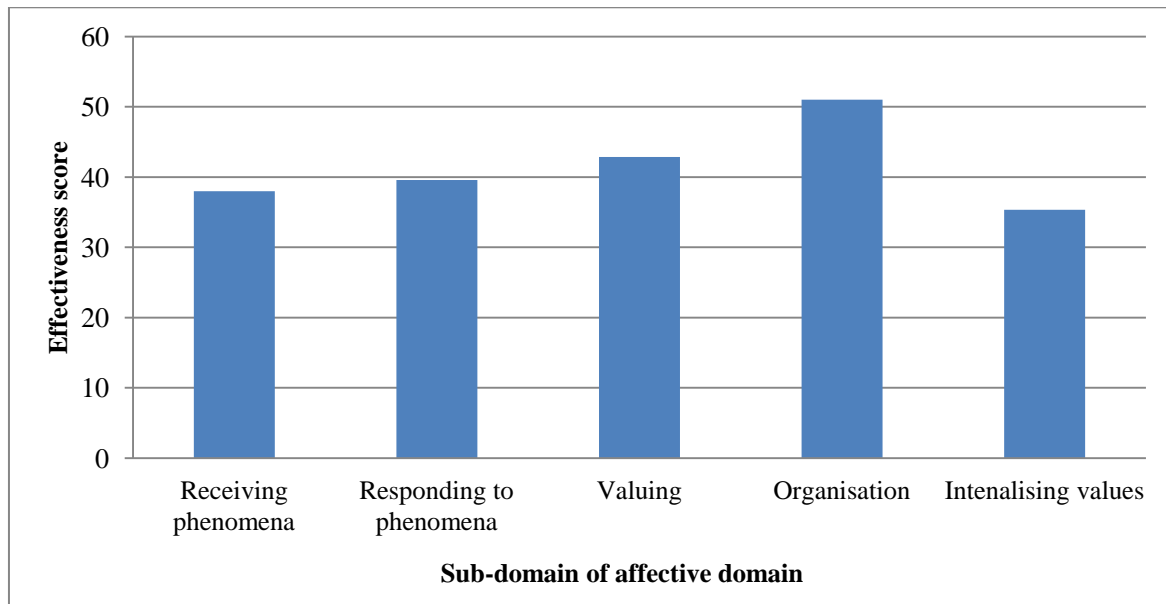 60
50
40
30
20
10
0
Effectiveness score
Receiving phenomena
Responding to phenomena
Valuing
Organisation
Intenalising values
Sub-domain of affective domain